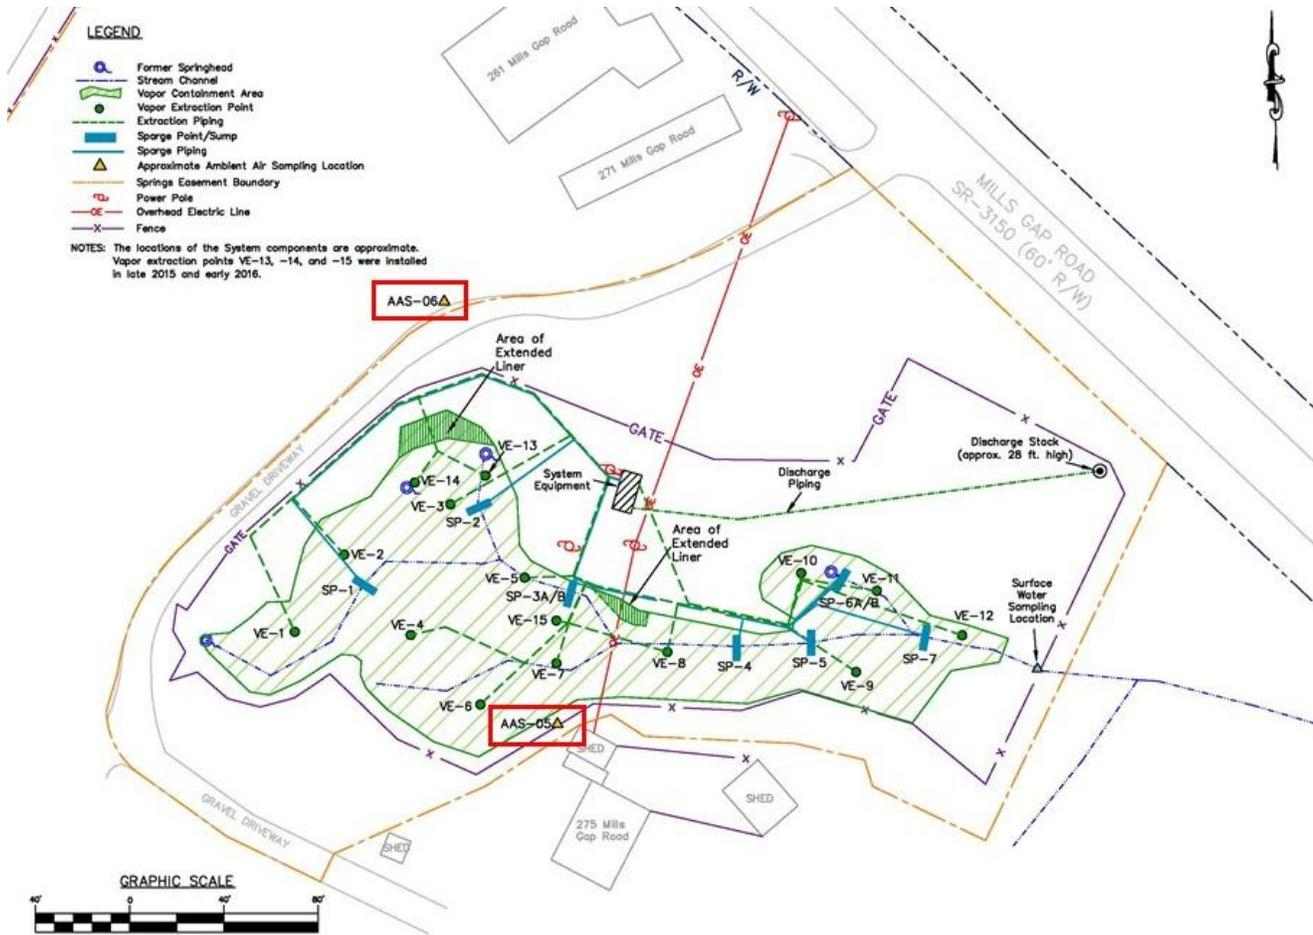 LEGEND
Former Springhead
Stream Channel
Vapor Containment Area
Vapor Extraction Point
Extraction Piping
Sparge Point/Sump
Sparge Piping
Approximate Ambient Air Sampling Location
Springs Easement Boundary
Power Pole
OE
Overhead Electric Line
X
Fence
NOTES: The locations of the System components are approximate.
Vapor extraction points VE-13, -14, and -15 were installed
in late 2015 and early 2016.
261 Mills Gap Road
271 Mills Gap Road
R/W
MILLS GAP ROAD
SR-3150 (60' R/W)
OE
OE
OE
OE
AAS-06
Area of
Extended
Liner
GATE
GATE
GATE
GRAVEL DRIVEWAY
Discharge Stack
(approx. 28 ft. high)
Discharge
Piping
System
Equipment
Area of
Extended
Liner
VE-13
VE-14
VE-3
SP-2
VE-2
SP-1
VE-5
SP-3A/B
VE-15
VE-4
VE-1
VE-7
VE-6
VE-8
SP-4
SP-5
VE-9
VE-10
VE-11
SP-6A/B
VE-12
SP-7
Surface
Water
Sampling
Location
AAS-05
SHED
SHED
275 Mills
Gap Road
SHED
GRAVEL DRIVEWAY
GRAPHIC SCALE
40'
0
40'
80'